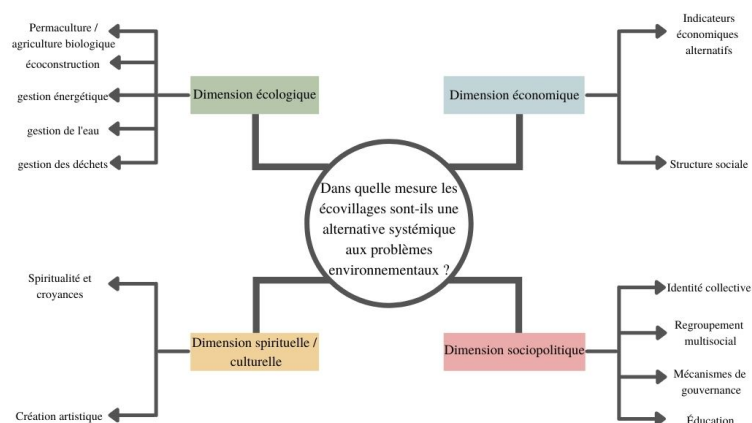 Permaculture /
agriculture biologique
écoconstruction
gestion énergétique
gestion de l'eau
gestion des déchets
Dimension écologique
Dimension économique
Indicateurs
économiques
alternatifs
Structure sociale
Dans quelle mesure les
écovillages sont-ils une
alternative systémique
aux problèmes
environnementaux ?
Spiritualité et
croyances
Création artistique
Dimension spirituelle /
culturelle
Dimension sociopolitique
Identité collective
Regroupement
multisocial
Mécanismes de
gouvernance
Éducation